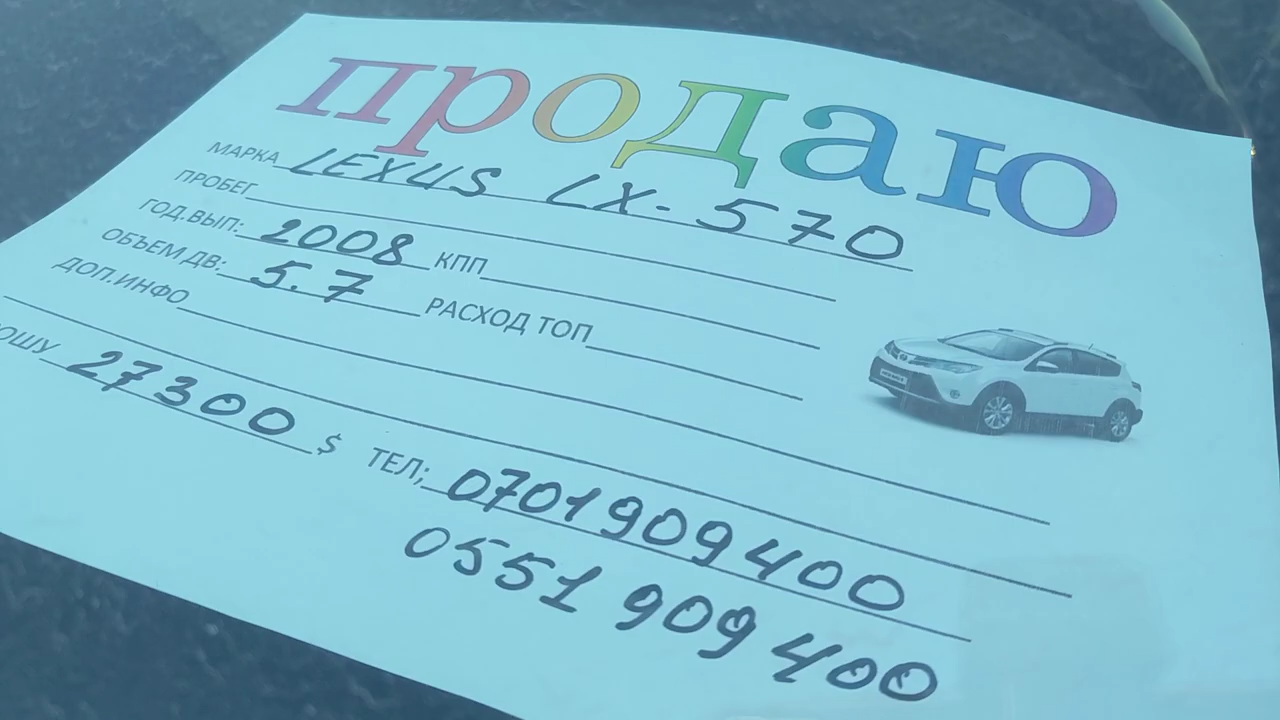 продаю
МАРКА LEXUS LX-570
ПРОБЕГ
ГОД.ВЫП: 2008 КПП
ОБЪЕМ ДВ: 5.7 РАСХОД ТОП
ДОП.ИНФО
ОШУ 27300 $ ТЕЛ; 0701909400
0551 909 400